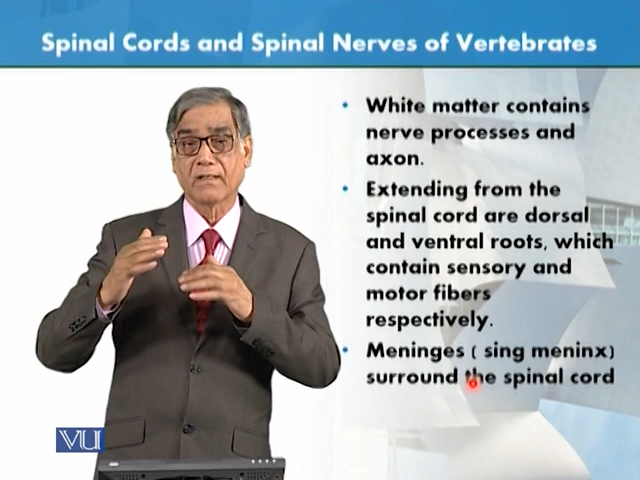 Spinal Cords and Spinal Nerves of Vertebrates
• White matter contains
nerve processes and
axon.
• Extending from the
spinal cord are dorsal
and ventral roots, which
contain sensory and
motor fibers
respectively.
• Meninges ( sing meninx)
surround the spinal cord
VU